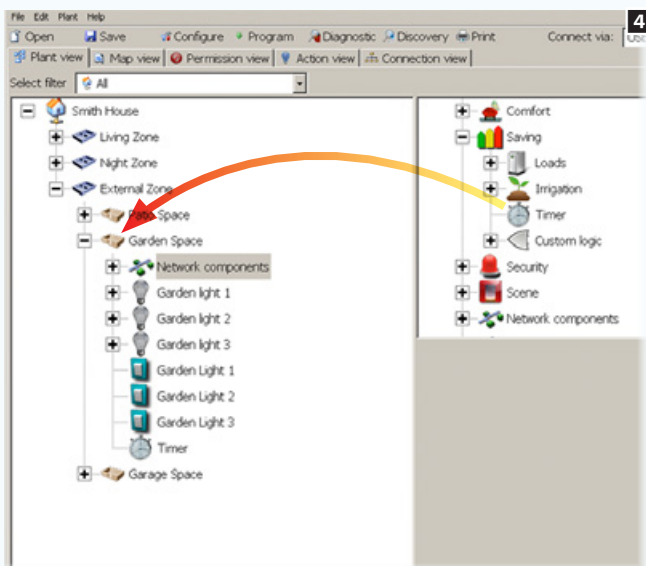 File Edit Plant Help
4
Open Save Configure Program Diagnostic Discovery Print Connect via:
Plant view Map view Permission view Action view Connection view
Select filter All
Smith House
Living Zone
Night Zone
External Zone
Patio Space
Garden Space
Network components
Garden light 1
Garden light 2
Garden light 3
Garden Light 1
Garden Light 2
Garden Light 3
Timer
Garage Space
Comfort
Saving
Loads
Irrigation
Timer
Custom logic
Security
Scene
Network components